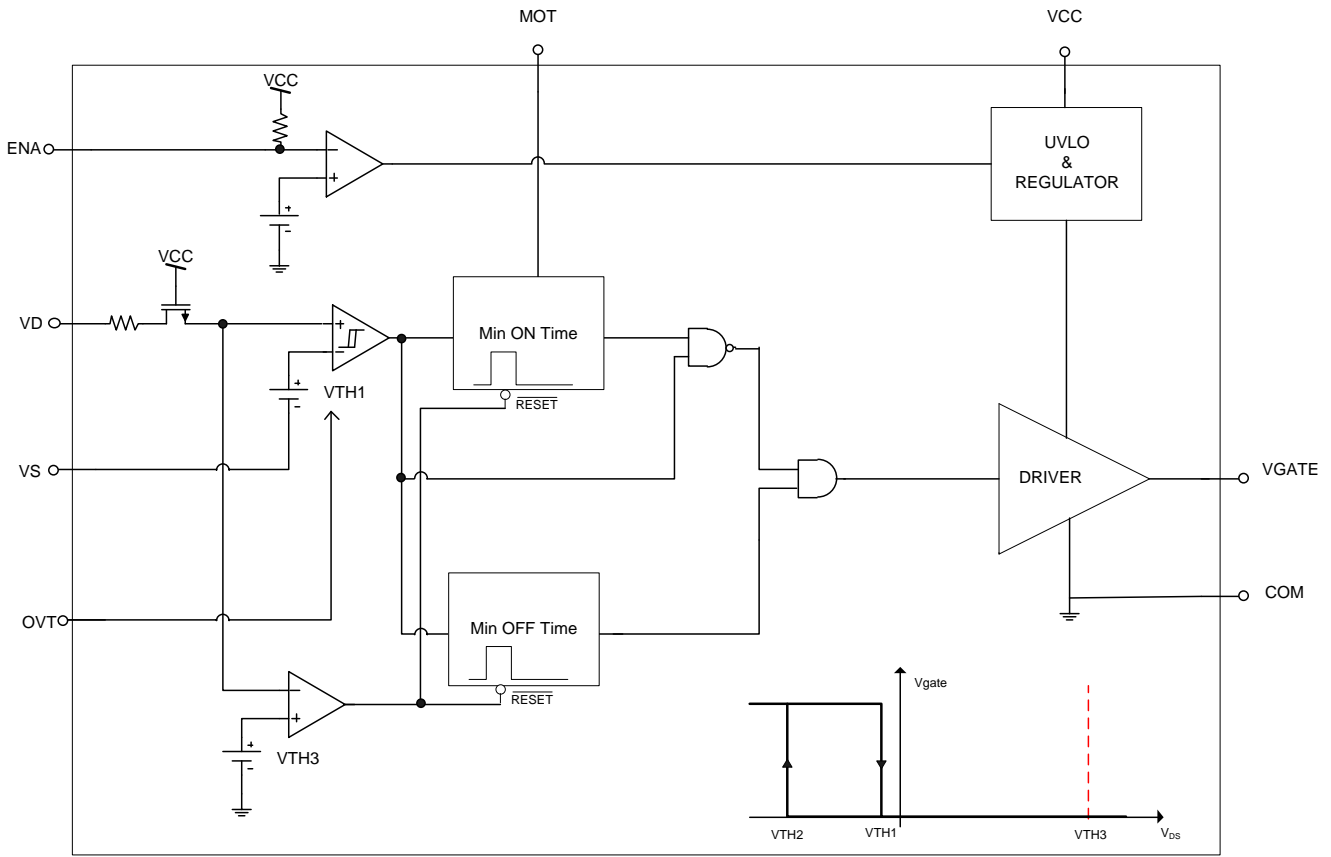 MOT
VCC
VCC
ENA
UVLO
&
REGULATOR
VCC
VD
Min ON Time
RESET
VTH1
VS
DRIVER
VGATE
COM
OVT
Min OFF Time
RESET
VTH3
Vgate
VTH2
VTH1
VTH3
VDS